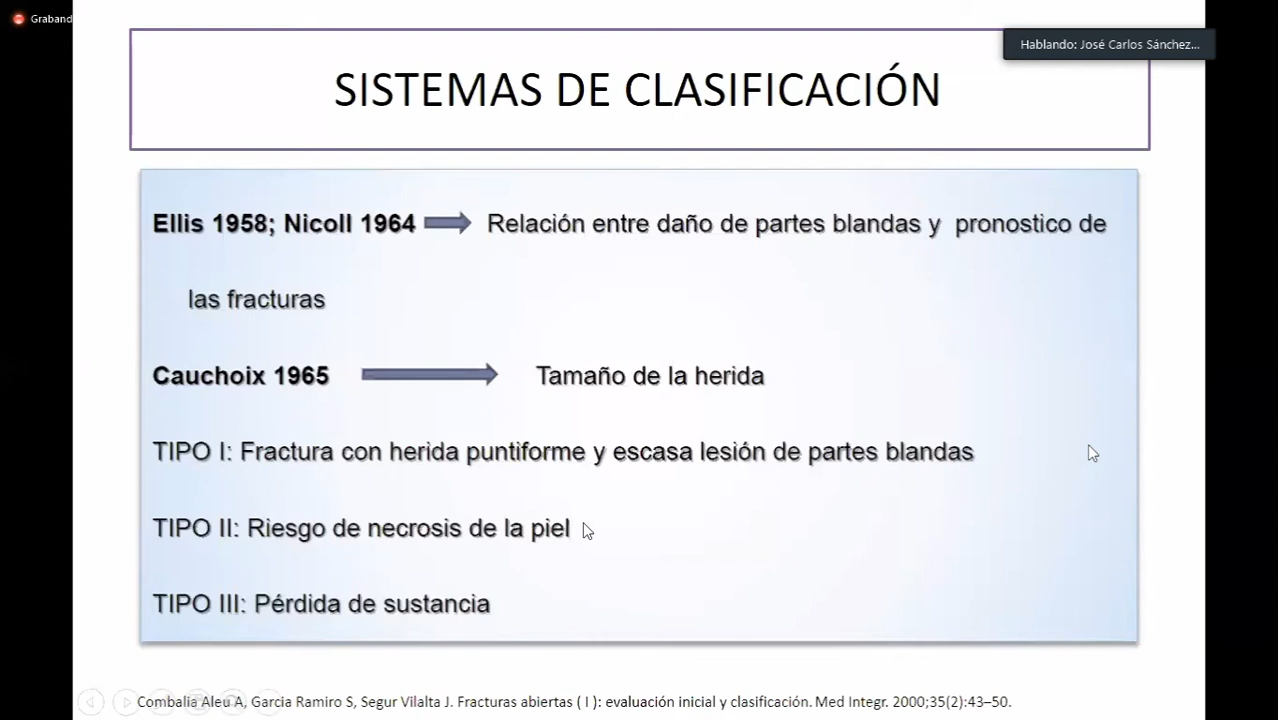 Graband
Hablando: José Carlos Sánchez...
SISTEMAS DE CLASIFICACIÓN
Ellis 1958; Nicoll 1964 Relación entre daño de partes blandas y pronostico de
las fracturas
Cauchoix 1965 Tamaño de la herida
TIPO I: Fractura con herida puntiforme y escasa lesión de partes blandas
TIPO II: Riesgo de necrosis de la piel
TIPO III: Pérdida de sustancia
Combalia Aleu A, Garcia Ramiro S, Segur Vilalta J. Fracturas abiertas ( I ): evaluación inicial y clasificación. Med Integr. 2000;35(2):43–50.